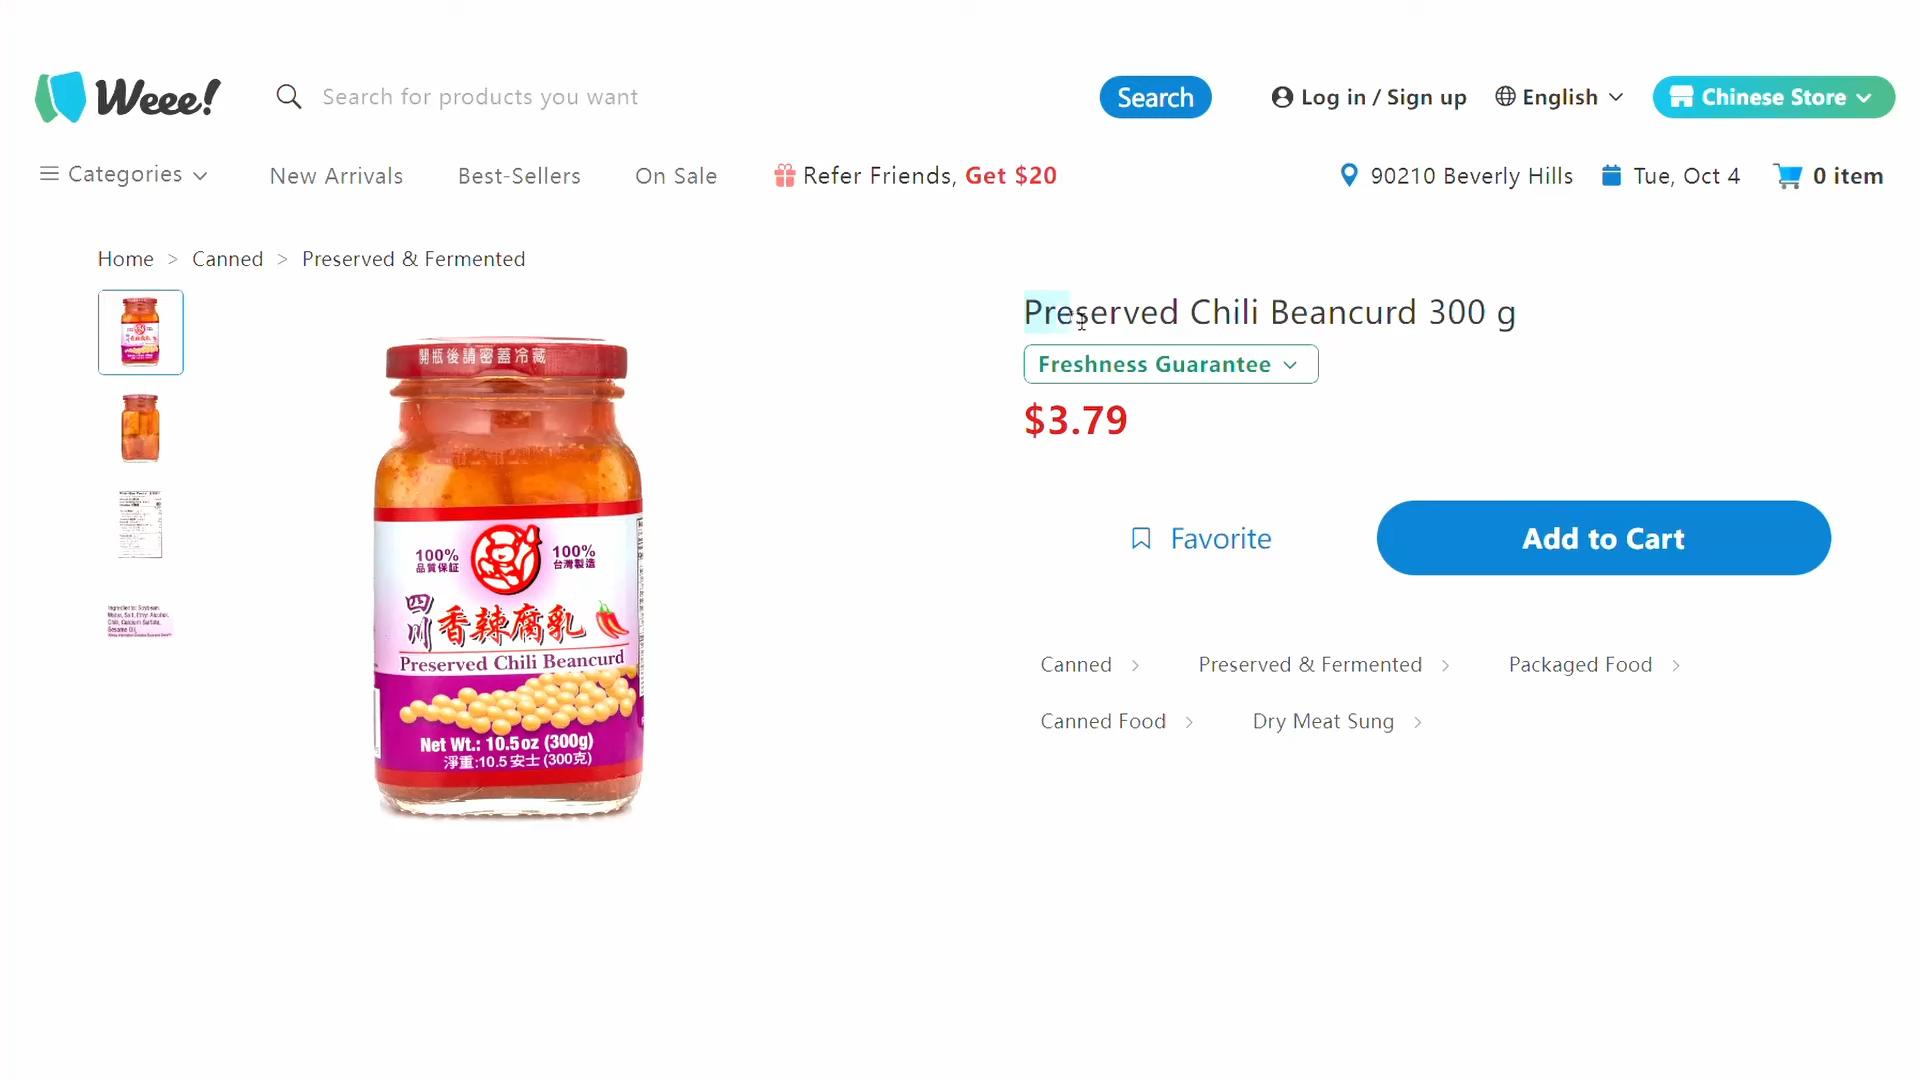 Weee!
Search for products you want
Search
Log in / Sign up
English
Chinese Store
Categories
New Arrivals
Best-Sellers
On Sale
Refer Friends, Get $20
90210 Beverly Hills
Tue, Oct 4
0 item
Home > Canned > Preserved & Fermented
Preserved Chili Beancurd 300 g
Freshness Guarantee
$3.79
Favorite
Add to Cart
Canned >
Preserved & Fermented >
Packaged Food >
Canned Food >
Dry Meat Sung >
開瓶後請密蓋冷藏
100%
品質保証
100%
台灣製造
四川
香辣腐乳
Preserved Chili Beancurd
Net Wt.: 10.5oz (300g)
淨重:10.5 安士 (300克)